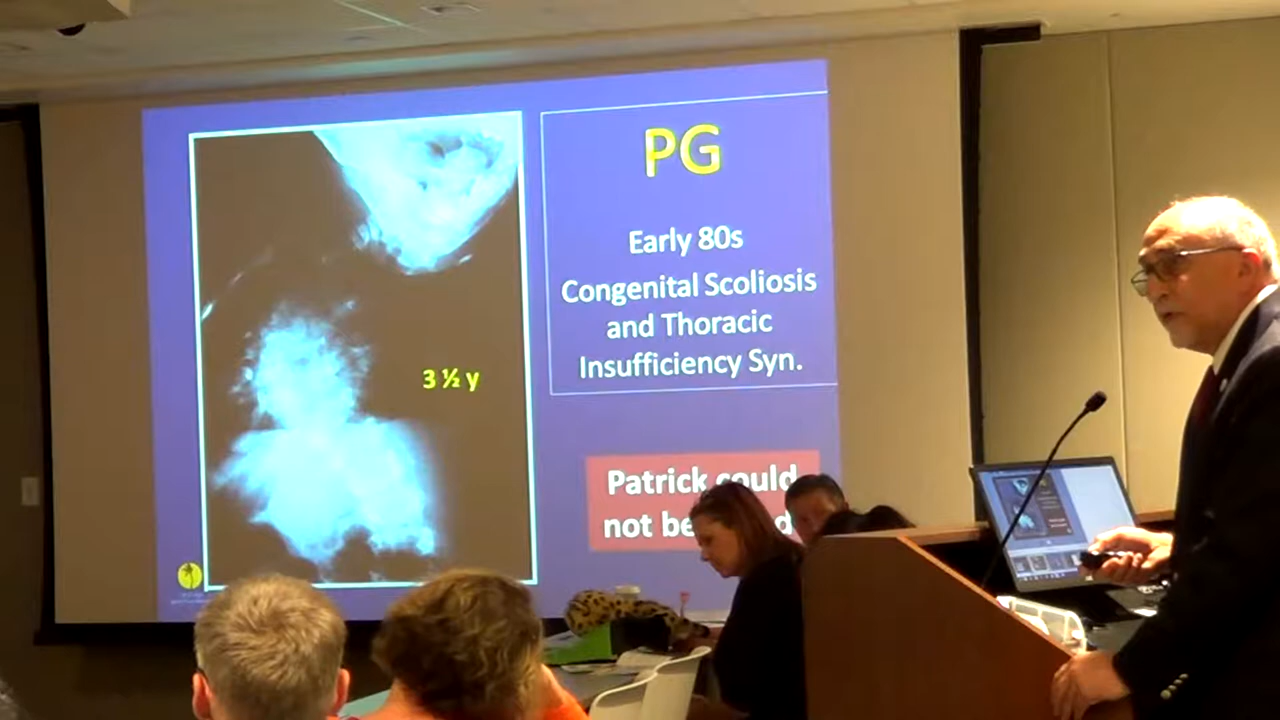 PG
Early 80s
Congenital Scoliosis
and Thoracic
Insufficiency Syn.
3 ½ y
Patrick could
not be